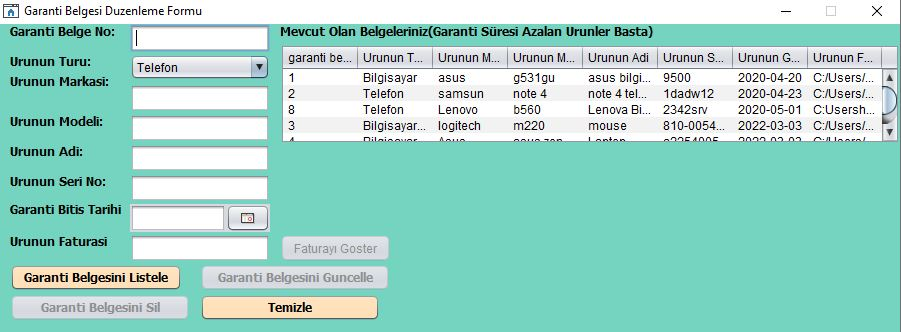 Garanti Belgesi Duzenleme Formu
Garanti Belge No:
Mevcut Olan Belgeleriniz(Garanti Süresi Azalan Urunler Basta)
Urunun Turu:
Telefon
Urunun Markasi:
Urunun Modeli:
Urunun Adi:
Urunun Seri No:
Garanti Bitis Tarihi
Urunun Faturasi
Faturayı Goster
Garanti Belgesini Listele
Garanti Belgesini Guncelle
Garanti Belgesini Sil
Temizle
garanti be... Urunun T... Urunun M... Urunun M... Urunun Adi Urunun S... Urunun G... Urunun F...
1 Bilgisayar asus g531gu asus bilgi... 9500 2020-04-20 C:/Users/...
2 Telefon samsun note 4 note 4 tel... 1dadw12 2020-04-23 C:/Users/...
8 Telefon Lenovo b560 Lenova Bi... 2342srv 2020-05-01 C:Usersh...
3 Bilgisayar... logitech m220 mouse 810-0054... 2022-03-03 C:/Users/...